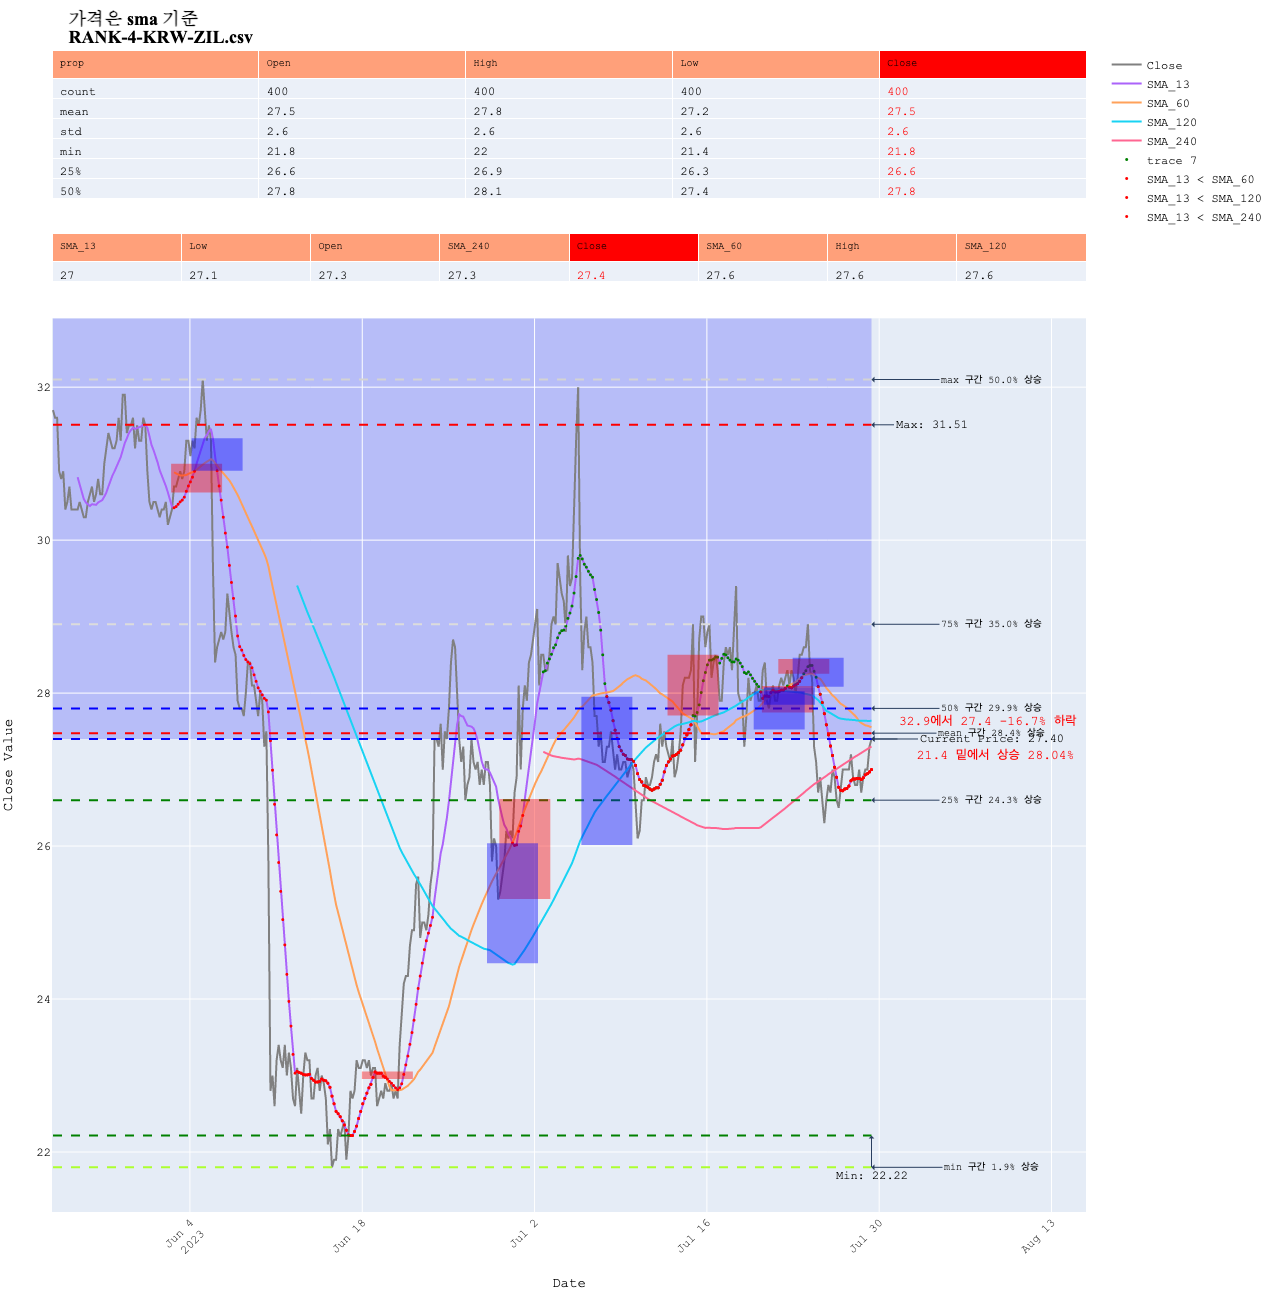 가격은 sma 기준
RANK-4-KRW-ZIL.csv
prop Open High Low Close
count 400 400 400 400
mean 27.5 27.8 27.2 27.5
std 2.6 2.6 2.6 2.6
min 21.8 22 21.4 21.8
25% 26.6 26.9 26.3 26.6
50% 27.8 28.1 27.4 27.8
Close
SMA_13
SMA_60
SMA_120
SMA_240
trace 7
SMA_13 < SMA_60
SMA_13 < SMA_120
SMA_13 < SMA_240
SMA_13 Low Open SMA_240 Close SMA_60 High SMA_120
27 27.1 27.3 27.3 27.4 27.6 27.6 27.6
32
30
28
26
24
22
Close Value
max 구간 50.0% 상승
Max: 31.51
75% 구간 35.0% 상승
50% 구간 29.9% 상승
32.9에서 27.4 -16.7% 하락
mean 구간 28.4% 상승
Current Price: 27.40
21.4 밑에서 상승 28.04%
25% 구간 24.3% 상승
min 구간 1.9% 상승
Min: 22.22
Jun 4
2023
Jun 18
Jul 2
Jul 16
Jul 30
Aug 13
Date